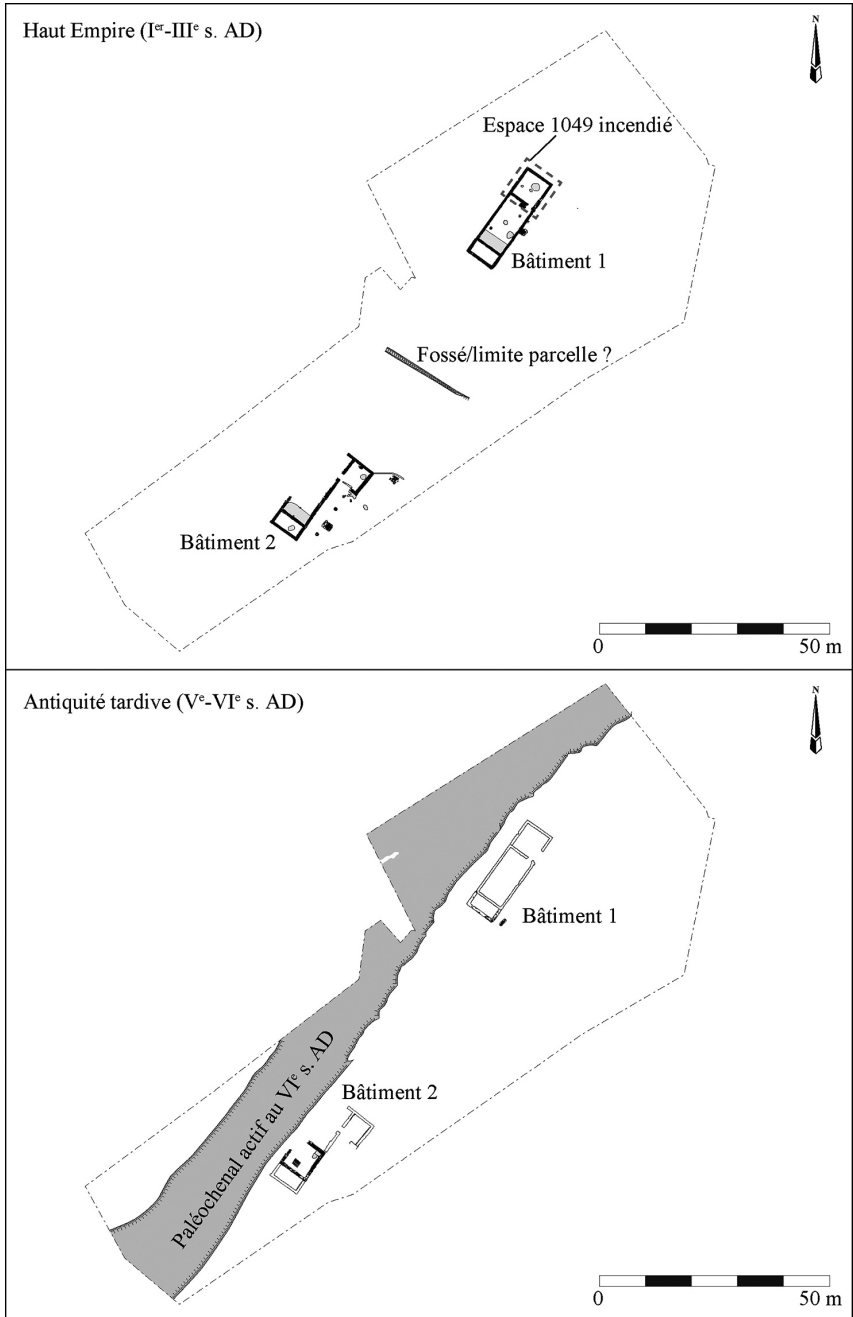 Haut Empire (Iᵉʳ-IIIᵉ s. AD)
N
Espace 1049 incendié
Bâtiment 1
Fossé/limite parcelle ?
Bâtiment 2
0 50 m
Antiquité tardive (Vᵉ-VIᵉ s. AD)
N
Bâtiment 1
Bâtiment 2
Paléochenal actif au VIᵉ s. AD
0 50 m